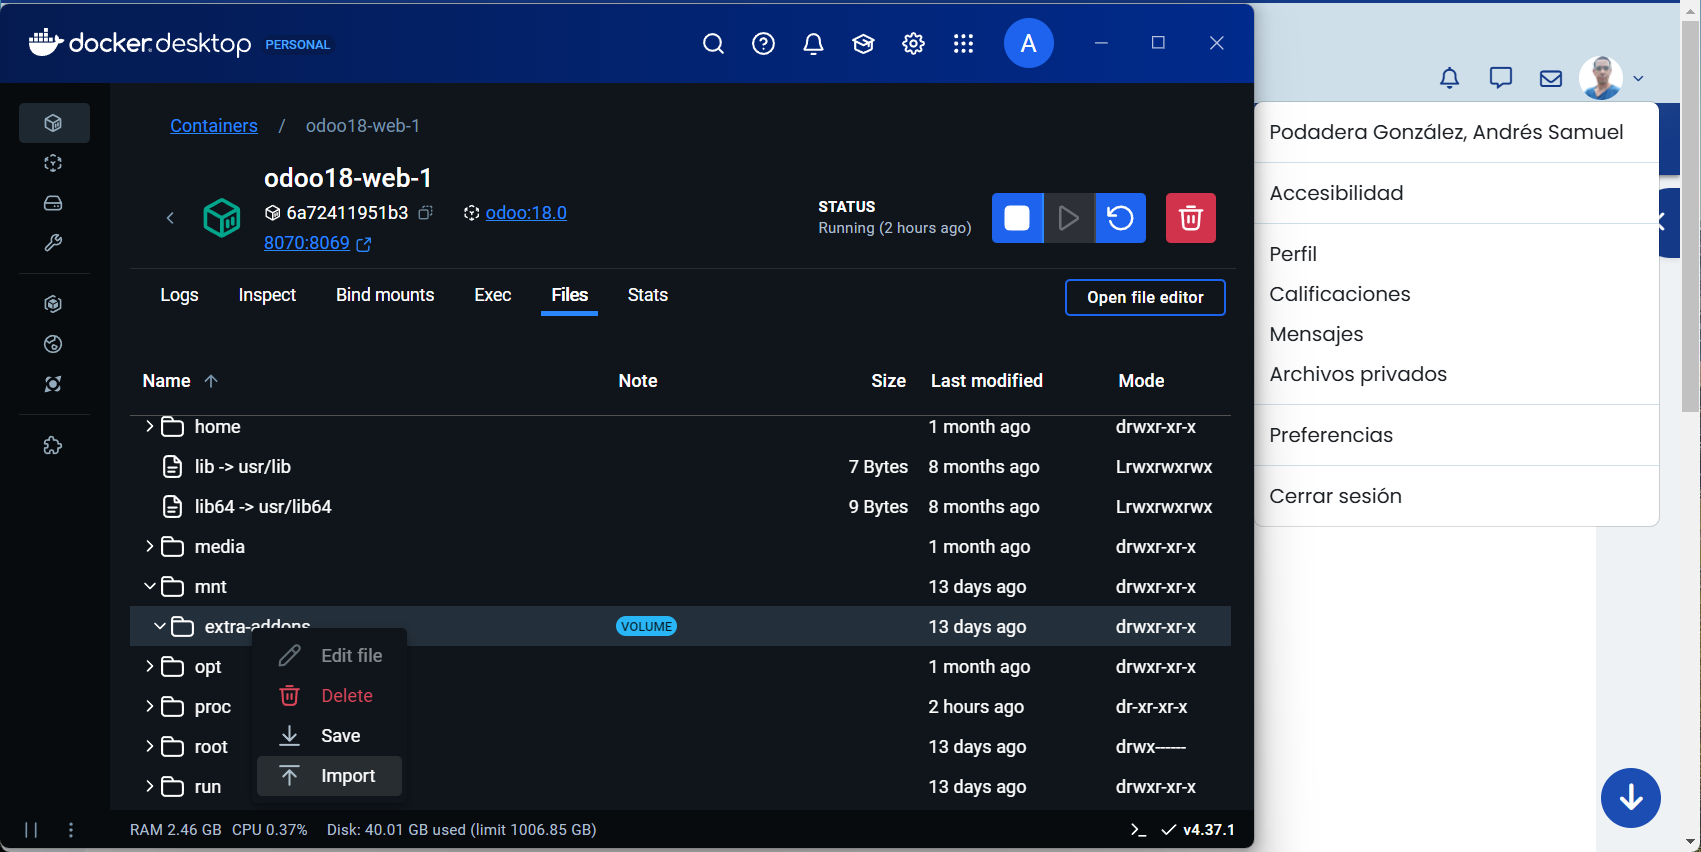 docker desktop PERSONAL
A
Containers / odoo18-web-1
odoo18-web-1
6a72411951b3 odoo:18.0
8070:8069
STATUS
Running (2 hours ago)
Logs Inspect Bind mounts Exec Files Stats
Open file editor
Name Note Size Last modified Mode
home 1 month ago drwxr-xr-x
lib -> usr/lib 7 Bytes 8 months ago Lrwxrwxrwx
lib64 -> usr/lib64 9 Bytes 8 months ago Lrwxrwxrwx
media 1 month ago drwxr-xr-x
mnt 13 days ago drwxr-xr-x
extra-addons VOLUME 13 days ago drwxr-xr-x
opt 1 month ago drwxr-xr-x
proc 2 hours ago dr-xr-xr-x
root 13 days ago drwx------
run 13 days ago drwxr-xr-x
Edit file
Delete
Save
Import
RAM 2.46 GB CPU 0.37% Disk: 40.01 GB used (limit 1006.85 GB)
v4.37.1
Podadera González, Andrés Samuel
Accesibilidad
Perfil
Calificaciones
Mensajes
Archivos privados
Preferencias
Cerrar sesión